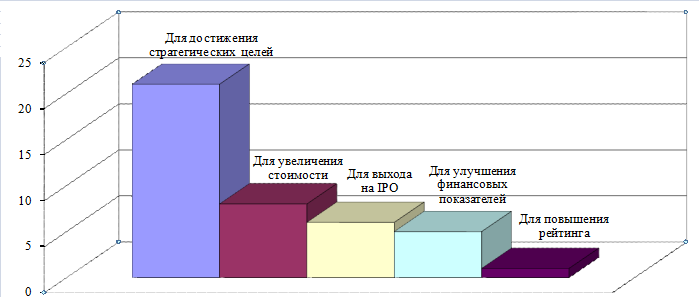 Для достижения
стратегических целей
Для увеличения
стоимости
Для выхода
на IPO
Для улучшения
финансовых
показателей
Для повышения
рейтинга
25
20
15
10
5
0